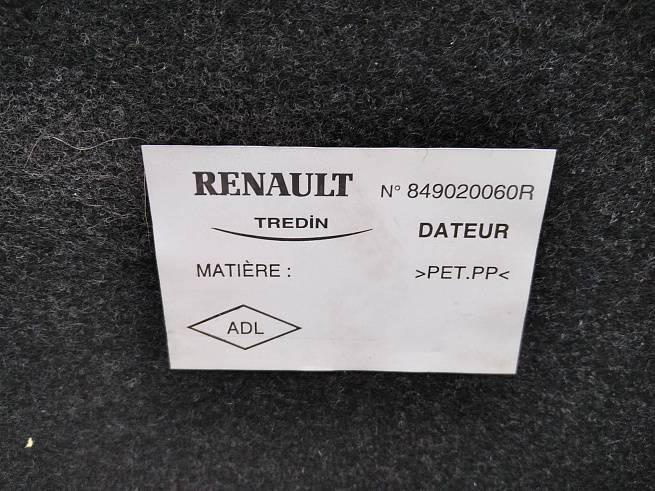 RENAULT N° 849020060R
TREDİN DATEUR
MATIÈRE : >PET.PP<
ADL